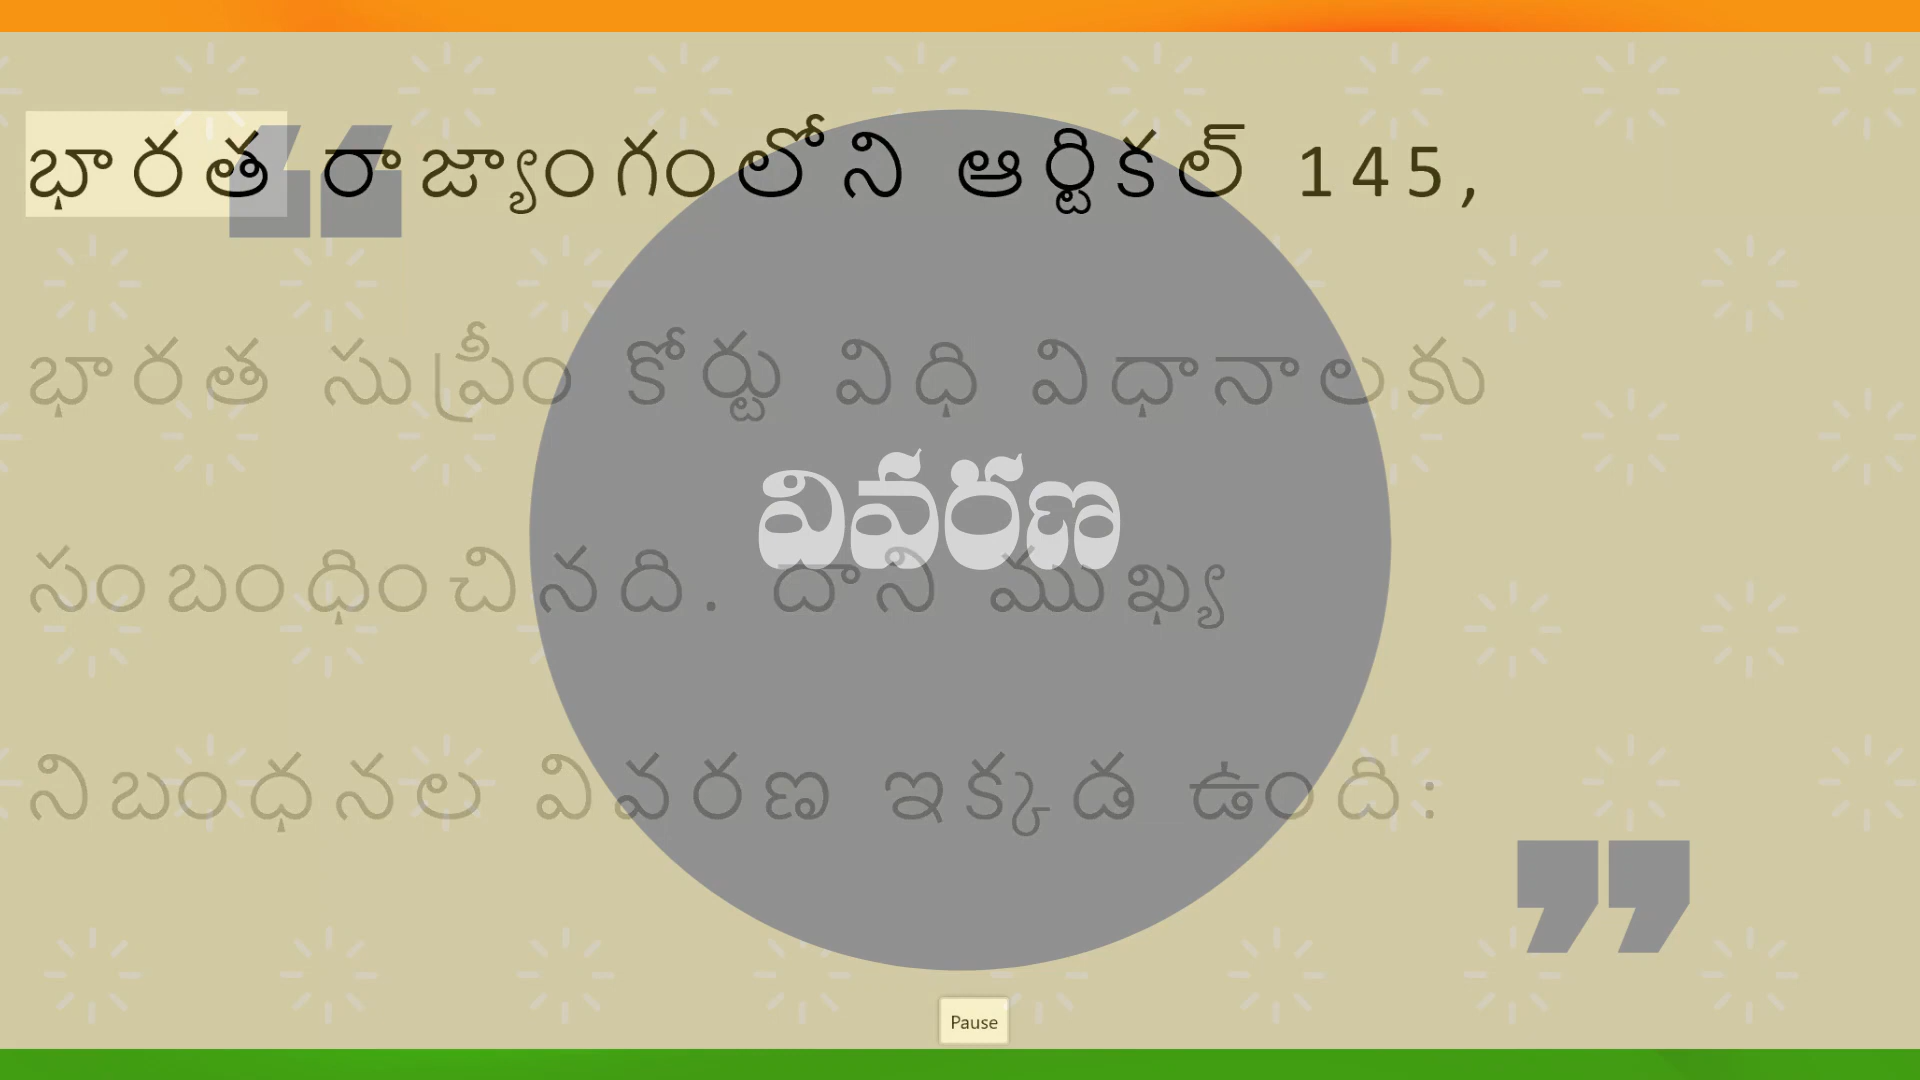 భారత రాజ్యాంగంలోని ఆర్టికల్ 145,
భారత సుప్రీం కోర్టు విధి విధానాలకు
వివరణ
సంబంధించినది. దాని ముఖ్య
నిబంధనల వివరణ ఇక్కడ ఉంది:
Pause